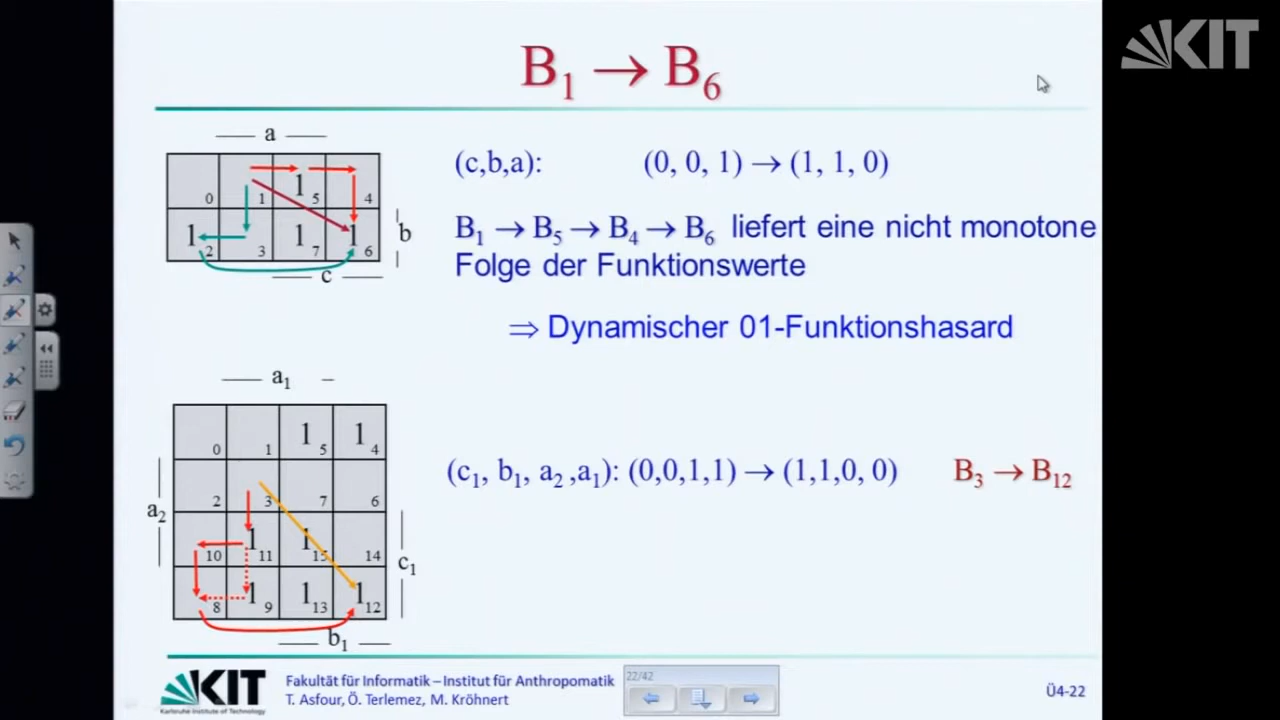 KIT
B₁ → B₆
a
(c,b,a): (0, 0, 1) → (1, 1, 0)
1
0 1 5 4
b
1 1 1
2 3 7 6
c
B₁ → B₅ → B₄ → B₆ liefert eine nicht monotone
Folge der Funktionswerte
⇒ Dynamischer 01-Funktionshasard
a₁
1 1
0 1 5 4
(c₁, b₁, a₂ ,a₁): (0,0,1,1) → (1,1,0, 0) B₃ → B₁₂
2 3 7 6
a₂
1 1
10 11 15 14
c₁
1 1 1
8 9 13 12
b₁
KIT
Karlsruhe Institute of Technology
Fakultät für Informatik – Institut für Anthropomatik
T. Asfour, Ö. Terlemez, M. Kröhnert
22/42
Ü4-22